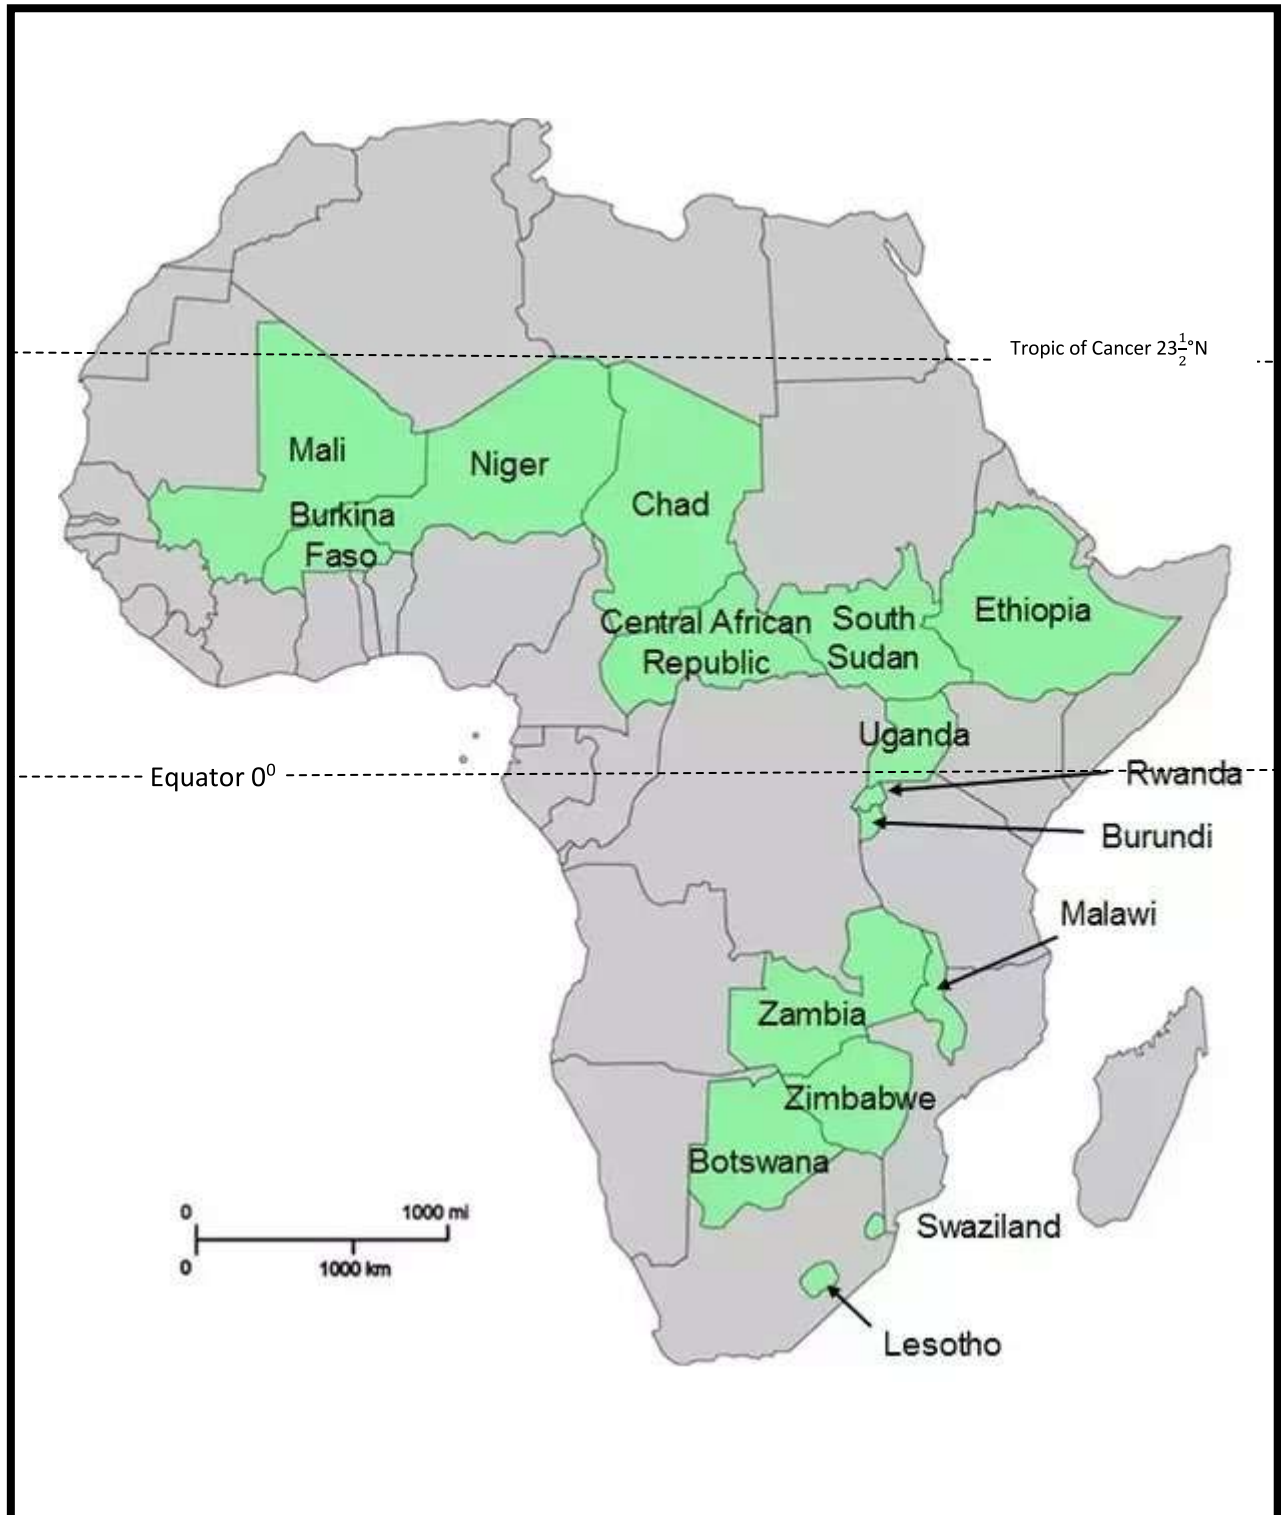 Tropic of Cancer 23½°N
Mali
Niger
Chad
Burkina
Faso
Central African
Republic
South
Sudan
Ethiopia
Uganda
Equator 0⁰
Rwanda
Burundi
Malawi
Zambia
Zimbabwe
Botswana
0 1000 mi
0 1000 km
Swaziland
Lesotho